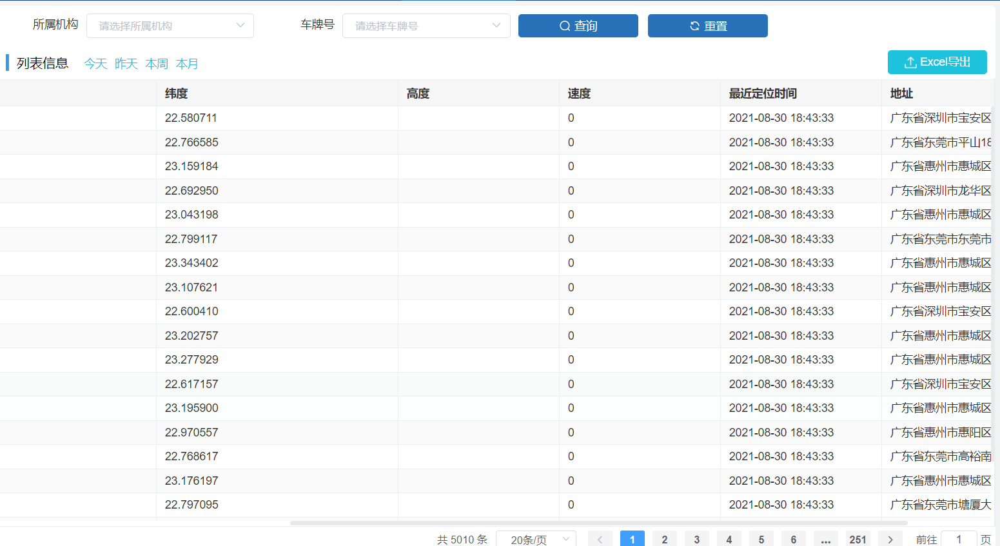 所属机构 请选择所属机构 车牌号 请选择车牌号 查询 重置
列表信息 今天 昨天 本周 本月 Excel导出
纬度 高度 速度 最近定位时间 地址
22.580711 0 2021-08-30 18:43:33 广东省深圳市宝安区
22.766585 0 2021-08-30 18:43:33 广东省东莞市平山18
23.159184 0 2021-08-30 18:43:33 广东省惠州市惠城区
22.692950 0 2021-08-30 18:43:33 广东省深圳市龙华区
23.043198 0 2021-08-30 18:43:33 广东省惠州市惠城区
22.799117 0 2021-08-30 18:43:33 广东省东莞市东莞市
23.343402 0 2021-08-30 18:43:33 广东省惠州市惠城区
23.107621 0 2021-08-30 18:43:33 广东省惠州市惠城区
22.600410 0 2021-08-30 18:43:33 广东省深圳市宝安区
23.202757 0 2021-08-30 18:43:33 广东省惠州市惠城区
23.277929 0 2021-08-30 18:43:33 广东省惠州市惠城区
22.617157 0 2021-08-30 18:43:33 广东省深圳市宝安区
23.195900 0 2021-08-30 18:43:33 广东省惠州市惠城区
22.970557 0 2021-08-30 18:43:33 广东省惠州市惠阳区
22.768617 0 2021-08-30 18:43:33 广东省东莞市高裕南
23.176197 0 2021-08-30 18:43:33 广东省惠州市惠城区
22.797095 0 2021-08-30 18:43:33 广东省东莞市塘厦大
共 5010 条 20条/页 1 2 3 4 5 6 ... 251 前往 1 页